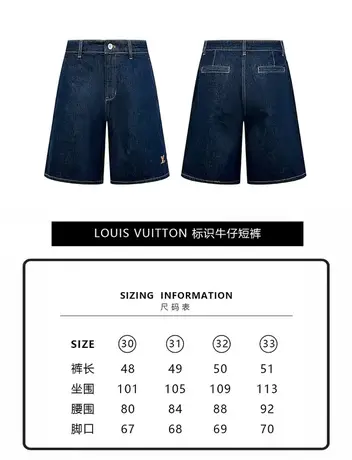 LOUIS VUITTON 标识牛仔短裤
SIZING INFORMATION
尺码表
SIZE 30 31 32 33
裤长 48 49 50 51
坐围 101 105 109 113
腰围 80 84 88 92
脚口 67 68 69 70